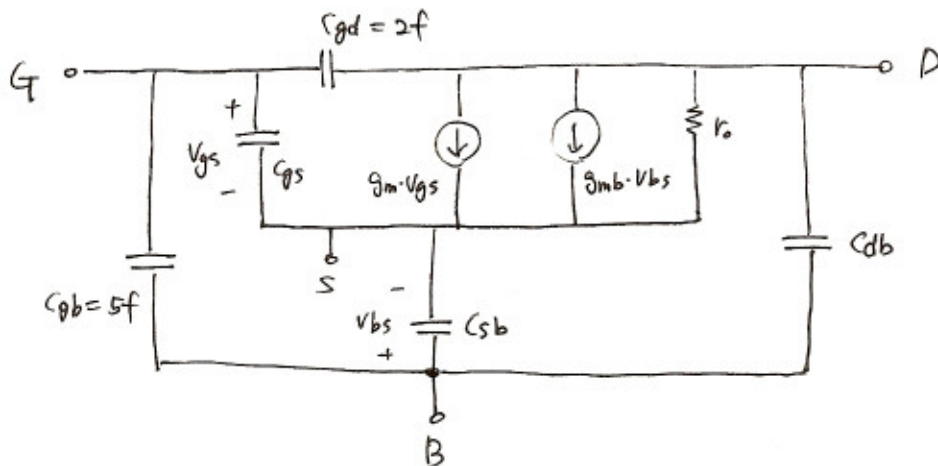 Cgd = 2f
G
D
+
Vgs
Cgs
-
gm·Vgs
gmb·Vbs
ro
S
-
Cgb = 5f
Vbs
Csb
+
Cdb
B